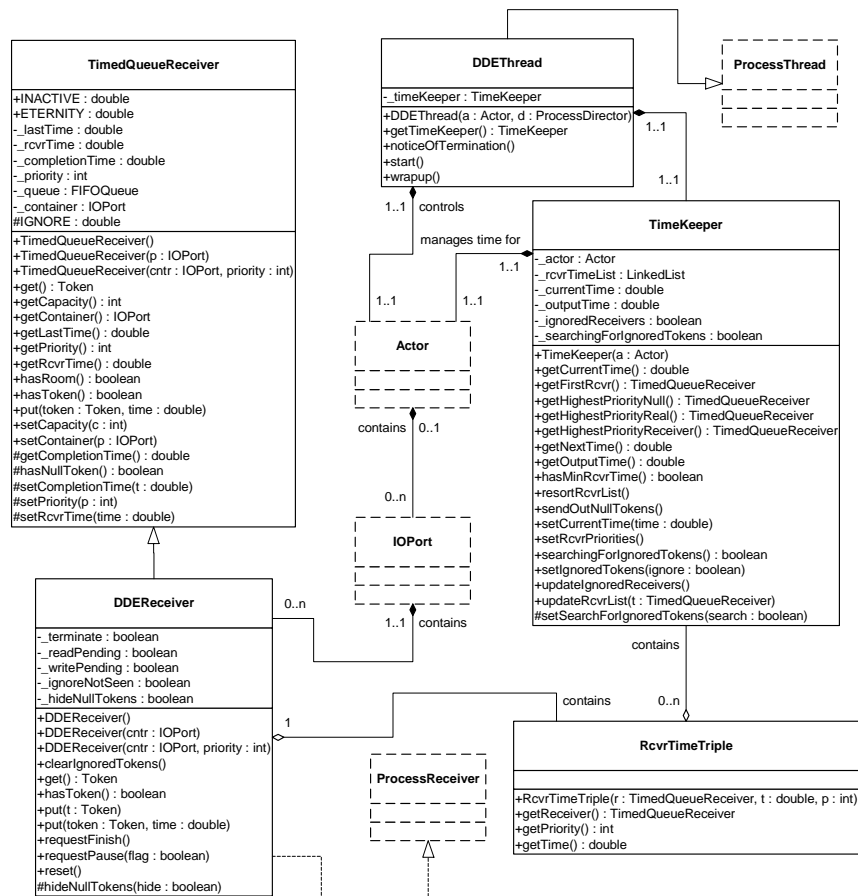 TimedQueueReceiver
+INACTIVE : double
+ETERNITY : double
-_lastTime : double
-_rcvrTime : double
-_completionTime : double
-_priority : int
-_queue : FIFOQueue
-_container : IOPort
#IGNORE : double
+TimedQueueReceiver()
+TimedQueueReceiver(p : IOPort)
+TimedQueueReceiver(cntr : IOPort, priority : int)
+get() : Token
+getCapacity() : int
+getContainer() : IOPort
+getLastTime() : double
+getPriority() : int
+getRcvrTime() : double
+hasRoom() : boolean
+hasToken() : boolean
+put(token : Token, time : double)
+setCapacity(c : int)
+setContainer(p : IOPort)
#getCompletionTime() : double
#hasNullToken() : boolean
#setCompletionTime(t : double)
#setPriority(p : int)
#setRcvrTime(time : double)
DDEThread
-_timeKeeper : TimeKeeper
+DDEThread(a : Actor, d : ProcessDirector)
+getTimeKeeper() : TimeKeeper
+noticeOfTermination()
+start()
+wrapup()
ProcessThread
1..1
1..1
1..1
controls
manages time for
1..1
1..1
1..1
TimeKeeper
-_actor : Actor
-_rcvrTimeList : LinkedList
-_currentTime : double
-_outputTime : double
-_ignoredReceivers : boolean
-_searchingForIgnoredTokens : boolean
+TimeKeeper(a : Actor)
+getCurrentTime() : double
+getFirstRcvr() : TimedQueueReceiver
+getHighestPriorityNull() : TimedQueueReceiver
+getHighestPriorityReal() : TimedQueueReceiver
+getHighestPriorityReceiver() : TimedQueueReceiver
+getNextTime() : double
+getOutputTime() : double
+hasMinRcvrTime() : boolean
+resortRcvrList()
+sendOutNullTokens()
+setCurrentTime(time : double)
+setRcvrPriorities()
+searchingForIgnoredTokens() : boolean
+setIgnoredTokens(ignore : boolean)
+updateIgnoredReceivers()
+updateRcvrList(t : TimedQueueReceiver)
#setSearchForIgnoredTokens(search : boolean)
Actor
contains
0..1
0..n
IOPort
1..1
contains
0..n
DDEReceiver
-_terminate : boolean
-_readPending : boolean
-_writePending : boolean
-_ignoreNotSeen : boolean
-_hideNullTokens : boolean
+DDEReceiver()
+DDEReceiver(cntr : IOPort)
+DDEReceiver(cntr : IOPort, priority : int)
+clearIgnoredTokens()
+get() : Token
+hasToken() : boolean
+put(t : Token)
+put(token : Token, time : double)
+requestFinish()
+requestPause(flag : boolean)
+reset()
#hideNullTokens(hide : boolean)
1
contains
contains
0..n
ProcessReceiver
RcvrTimeTriple
+RcvrTimeTriple(r : TimedQueueReceiver, t : double, p : int)
+getReceiver() : TimedQueueReceiver
+getPriority() : int
+getTime() : double